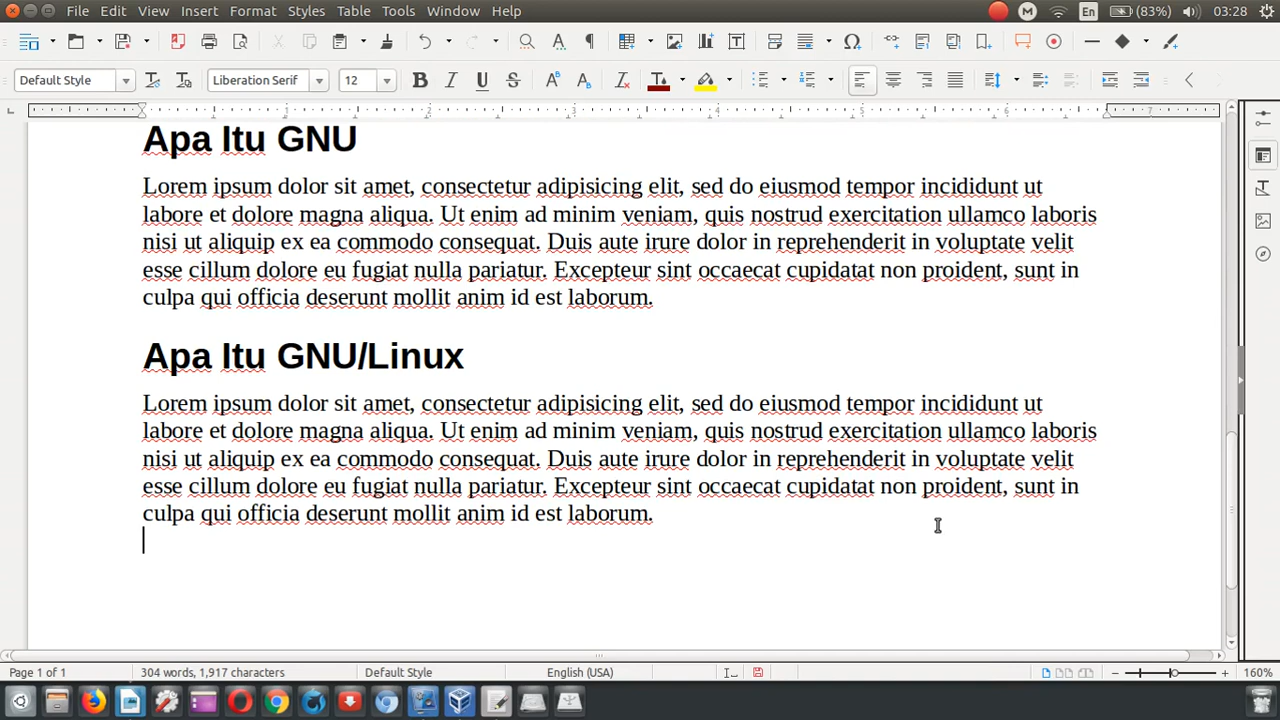 File Edit View Insert Format Styles Table Tools Window Help M En (83%) 03:28
Default Style Liberation Serif 12
1 2 3 4 5 6 7
Apa Itu GNU
Lorem ipsum dolor sit amet, consectetur adipisicing elit, sed do eiusmod tempor incididunt ut
labore et dolore magna aliqua. Ut enim ad minim veniam, quis nostrud exercitation ullamco laboris
nisi ut aliquip ex ea commodo consequat. Duis aute irure dolor in reprehenderit in voluptate velit
esse cillum dolore eu fugiat nulla pariatur. Excepteur sint occaecat cupidatat non proident, sunt in
culpa qui officia deserunt mollit anim id est laborum.
Apa Itu GNU/Linux
Lorem ipsum dolor sit amet, consectetur adipisicing elit, sed do eiusmod tempor incididunt ut
labore et dolore magna aliqua. Ut enim ad minim veniam, quis nostrud exercitation ullamco laboris
nisi ut aliquip ex ea commodo consequat. Duis aute irure dolor in reprehenderit in voluptate velit
esse cillum dolore eu fugiat nulla pariatur. Excepteur sint occaecat cupidatat non proident, sunt in
culpa qui officia deserunt mollit anim id est laborum.
Page 1 of 1 304 words, 1,917 characters Default Style English (USA) 160%